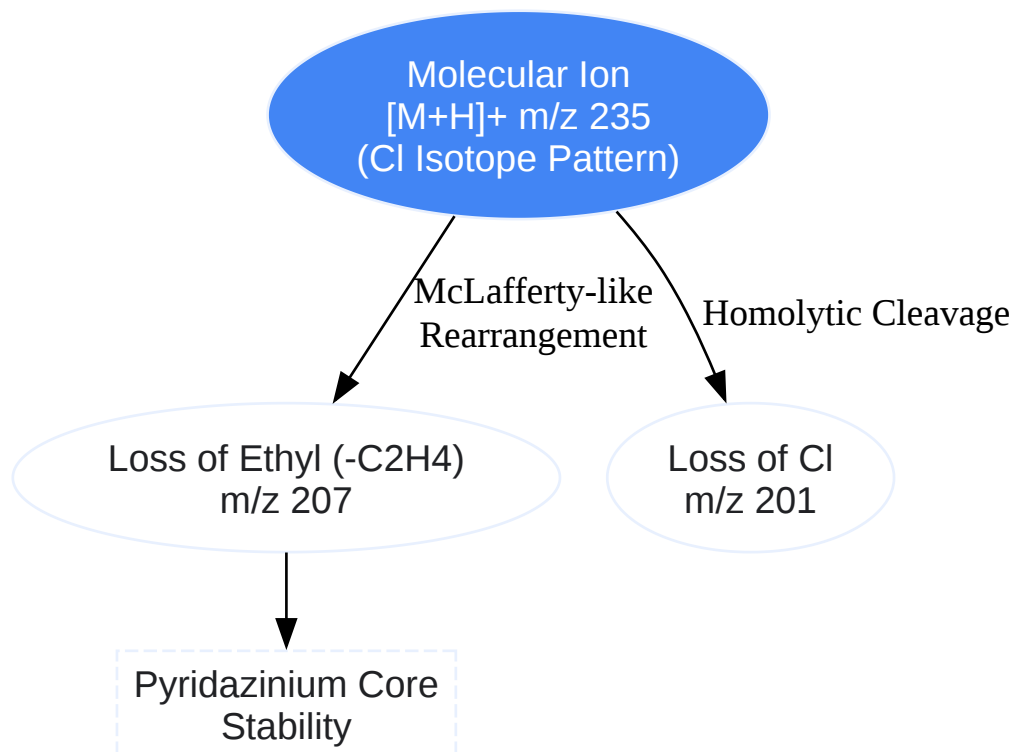 Molecular Ion
[M+H]+ m/z 235
(Cl Isotope Pattern)
McLafferty-like
Rearrangement
Homolytic Cleavage
Loss of Ethyl (-C2H4)
m/z 207
Loss of Cl
m/z 201
Pyridazinium Core
Stability